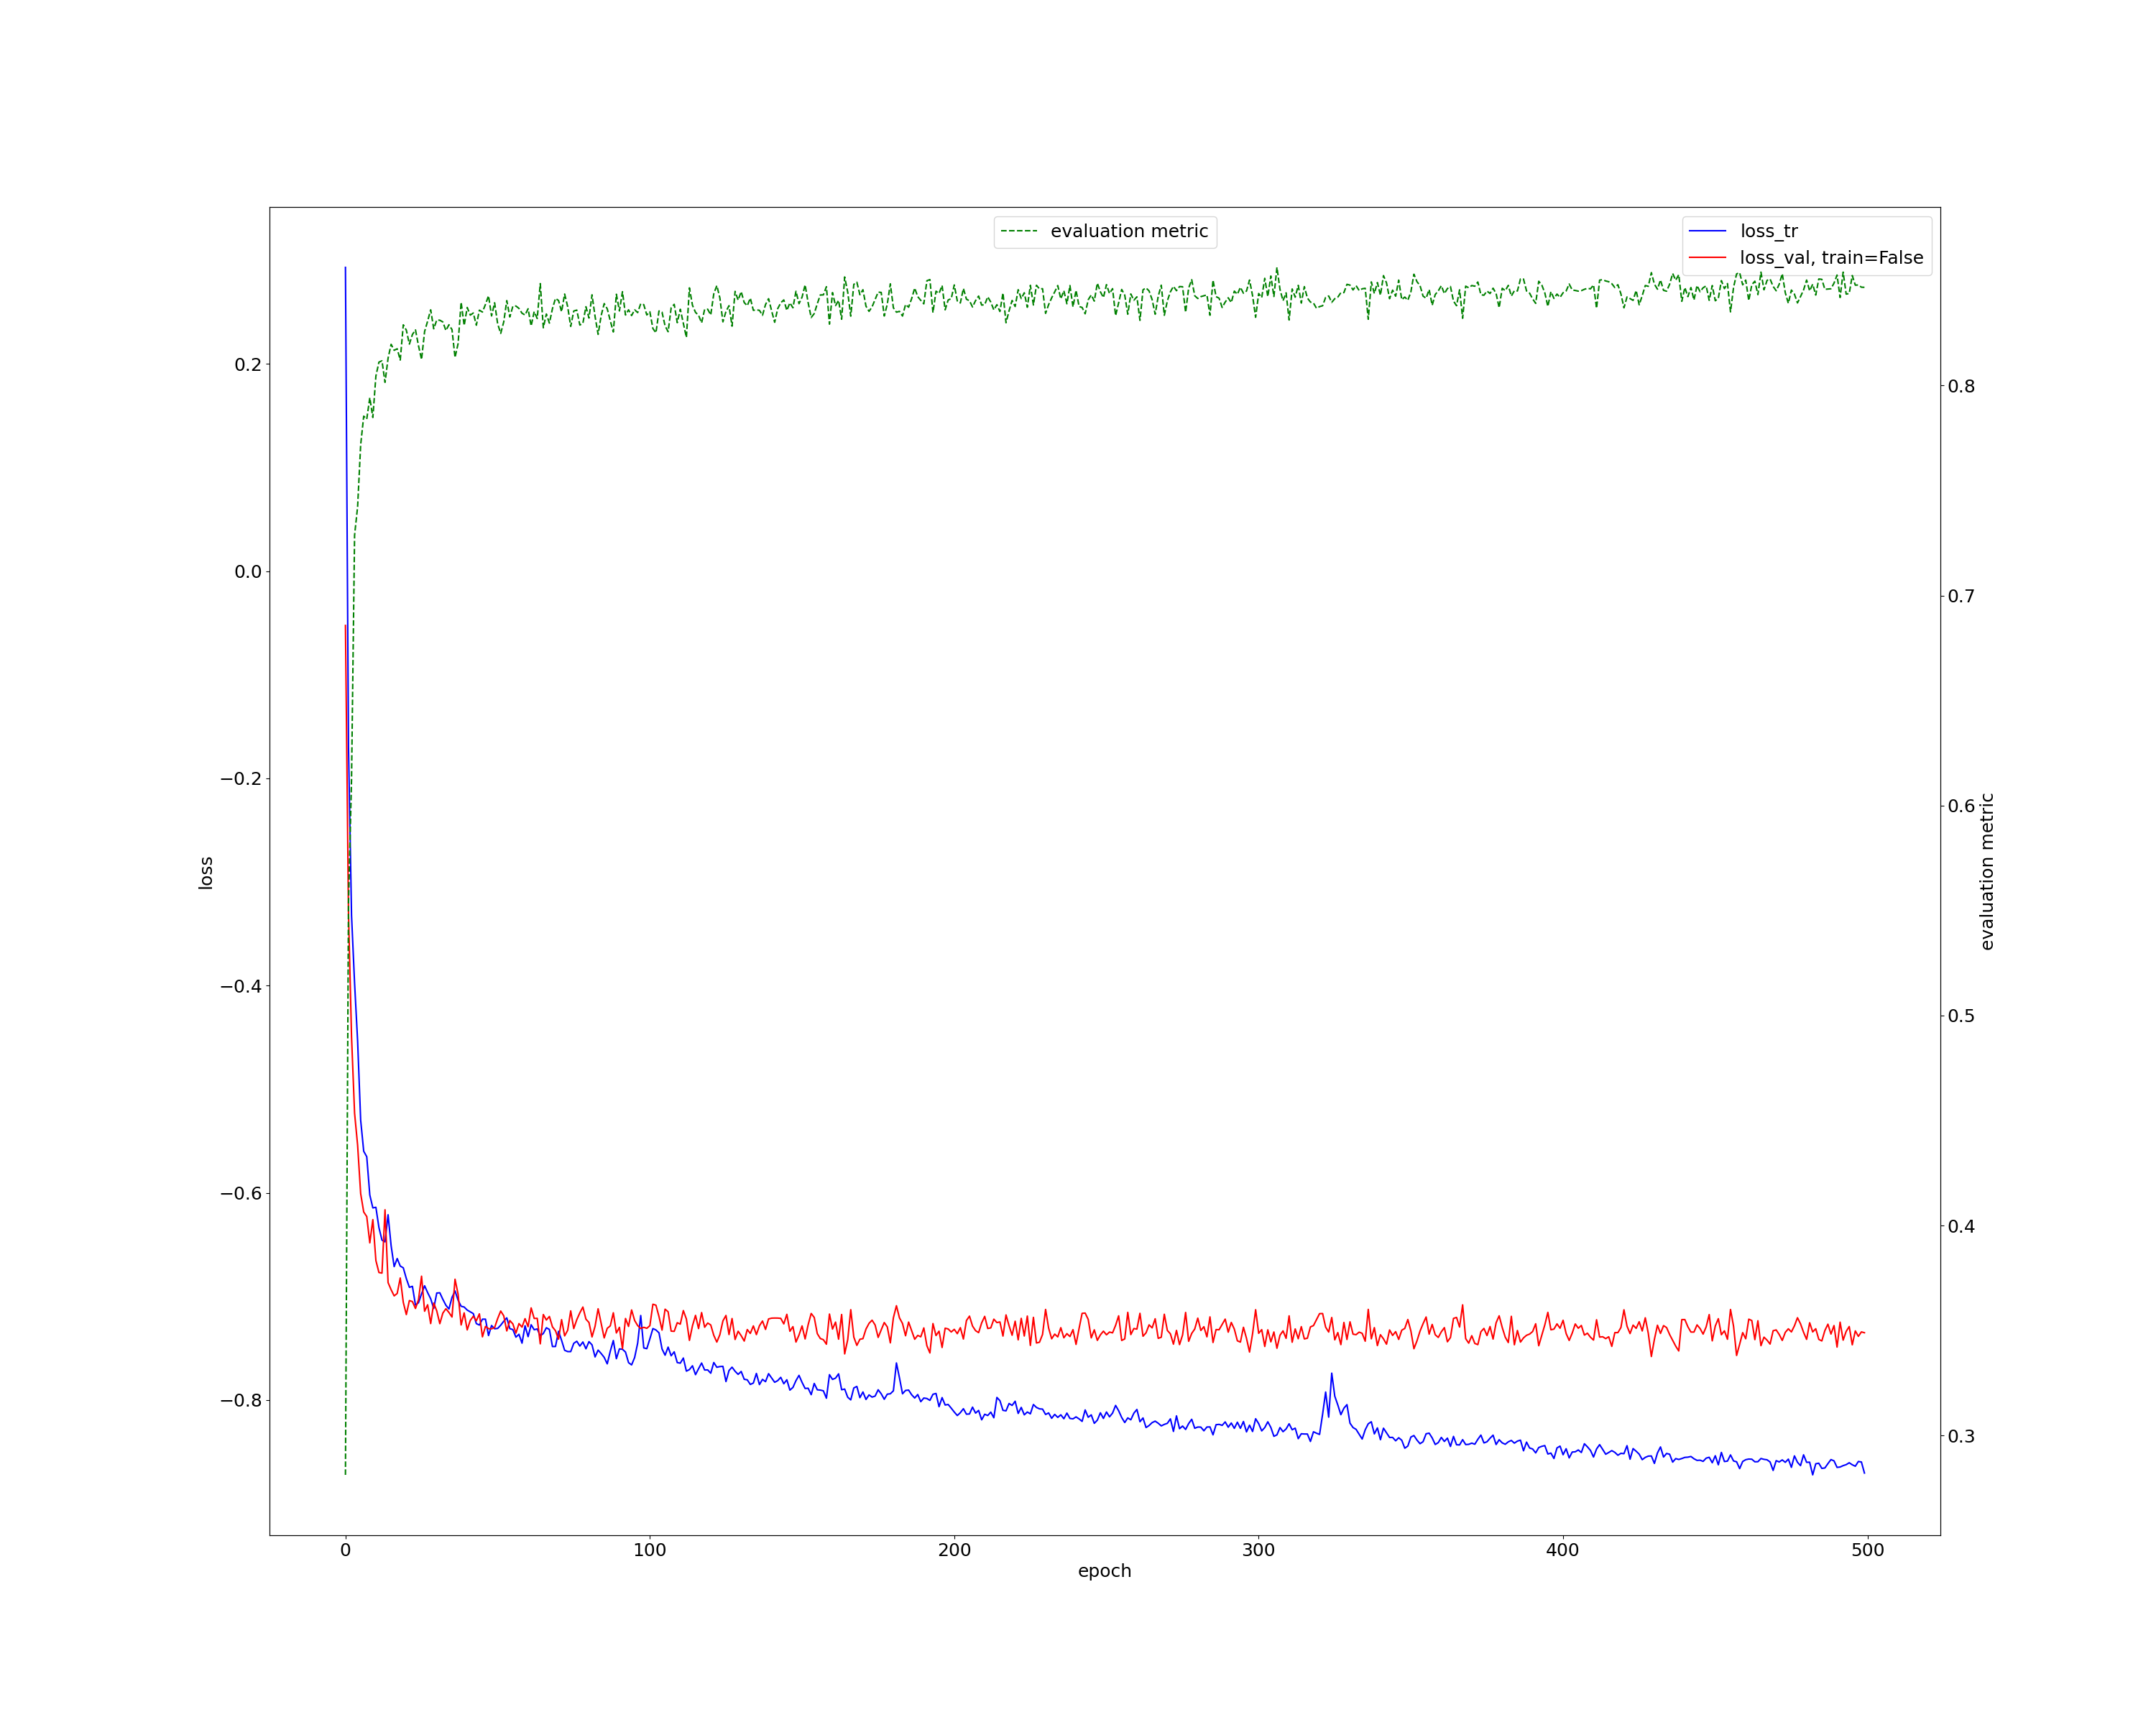 evaluation metric
loss_tr
loss_val, train=False
0.2
0.0
−0.2
−0.4
−0.6
−0.8
loss
0.8
0.7
0.6
0.5
0.4
0.3
evaluation metric
0 100 200 300 400 500
epoch